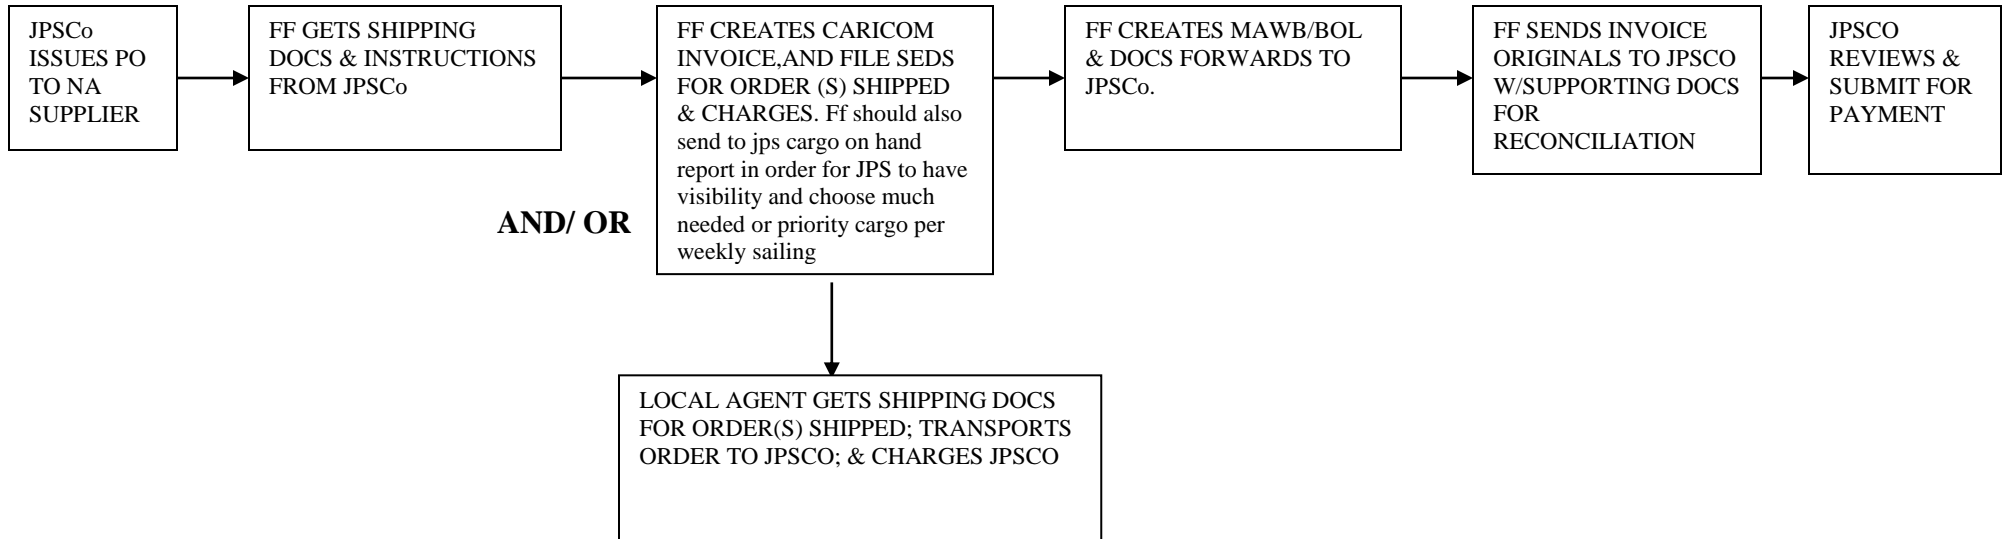 JPSCo
ISSUES PO
TO NA
SUPPLIER
FF GETS SHIPPING
DOCS & INSTRUCTIONS
FROM JPSCo
FF CREATES CARICOM
INVOICE,AND FILE SEDS
FOR ORDER (S) SHIPPED
& CHARGES. Ff should also
send to jps cargo on hand
report in order for JPS to have
visibility and choose much
needed or priority cargo per
weekly sailing
FF CREATES MAWB/BOL
& DOCS FORWARDS TO
JPSCo.
FF SENDS INVOICE
ORIGINALS TO JPSCO
W/SUPPORTING DOCS
FOR
RECONCILIATION
JPSCO
REVIEWS &
SUBMIT FOR
PAYMENT
AND/ OR
LOCAL AGENT GETS SHIPPING DOCS
FOR ORDER(S) SHIPPED; TRANSPORTS
ORDER TO JPSCO; & CHARGES JPSCO